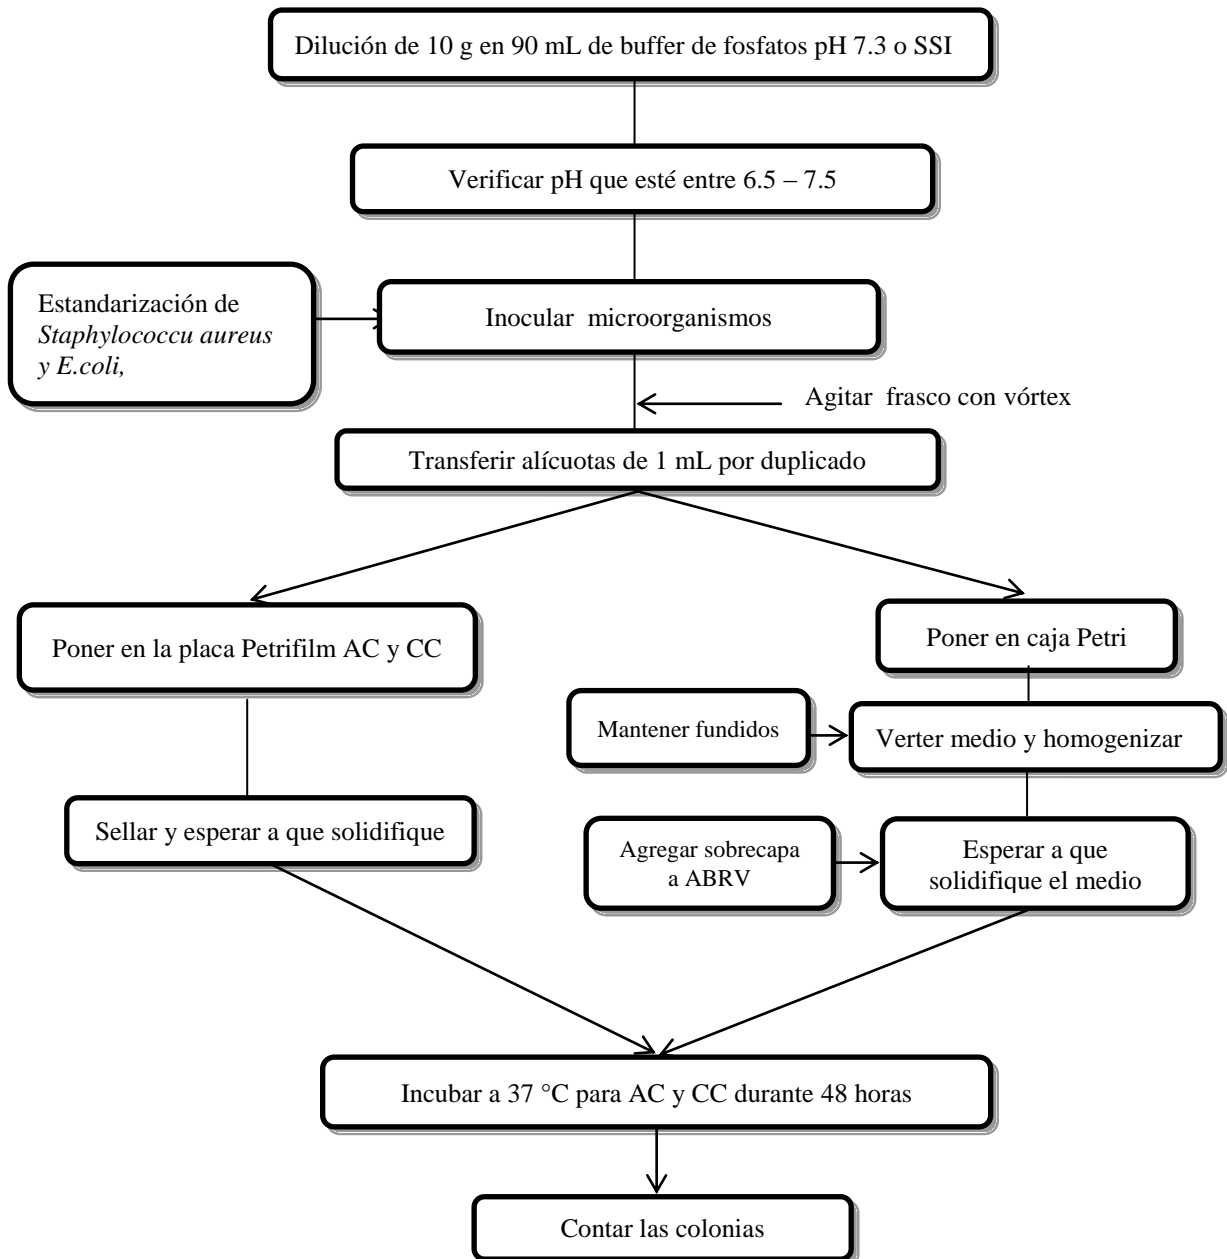 Dilución de 10 g en 90 mL de buffer de fosfatos pH 7.3 o SSI
Verificar pH que esté entre 6.5 – 7.5
Estandarización de
Staphylococcu aureus
y E.coli,
Inocular microorganismos
Agitar frasco con vórtex
Transferir alícuotas de 1 mL por duplicado
Poner en la placa Petrifilm AC y CC
Poner en caja Petri
Mantener fundidos
Verter medio y homogenizar
Sellar y esperar a que solidifique
Agregar sobrecapa
a ABRV
Esperar a que
solidifique el medio
Incubar a 37 °C para AC y CC durante 48 horas
Contar las colonias